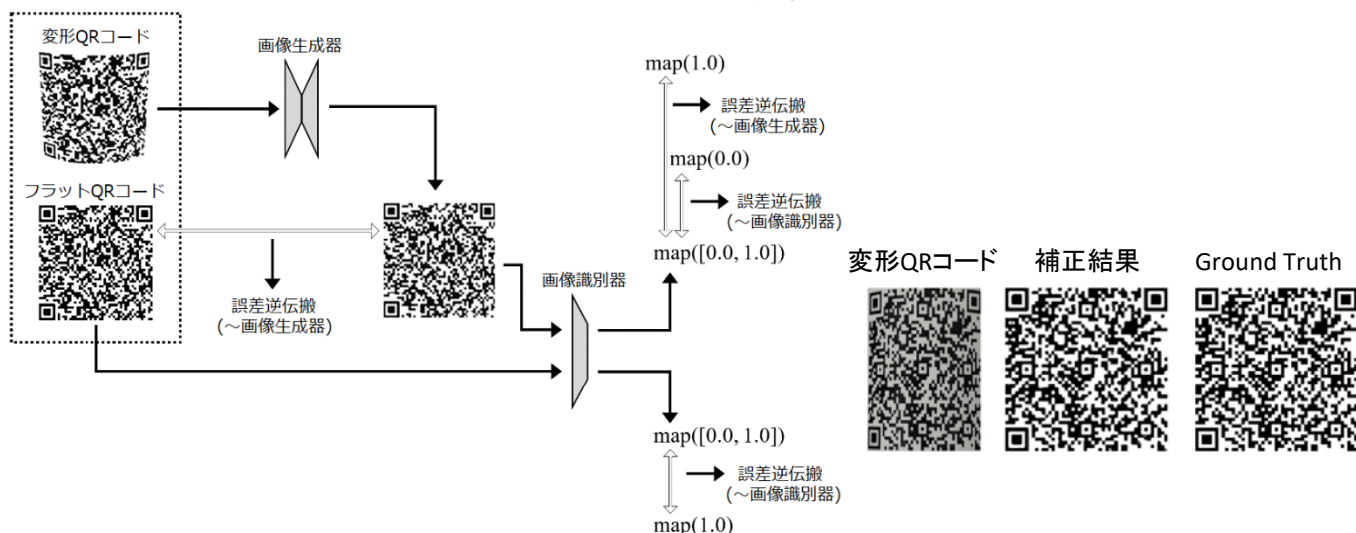 変形QRコード
画像生成器
フラットQRコード
誤差逆伝搬
(～画像生成器)
画像識別器
map(1.0)
誤差逆伝搬
(～画像生成器)
map(0.0)
誤差逆伝搬
(～画像識別器)
map([0.0, 1.0])
map([0.0, 1.0])
誤差逆伝搬
(～画像識別器)
map(1.0)
変形QRコード
補正結果
Ground Truth